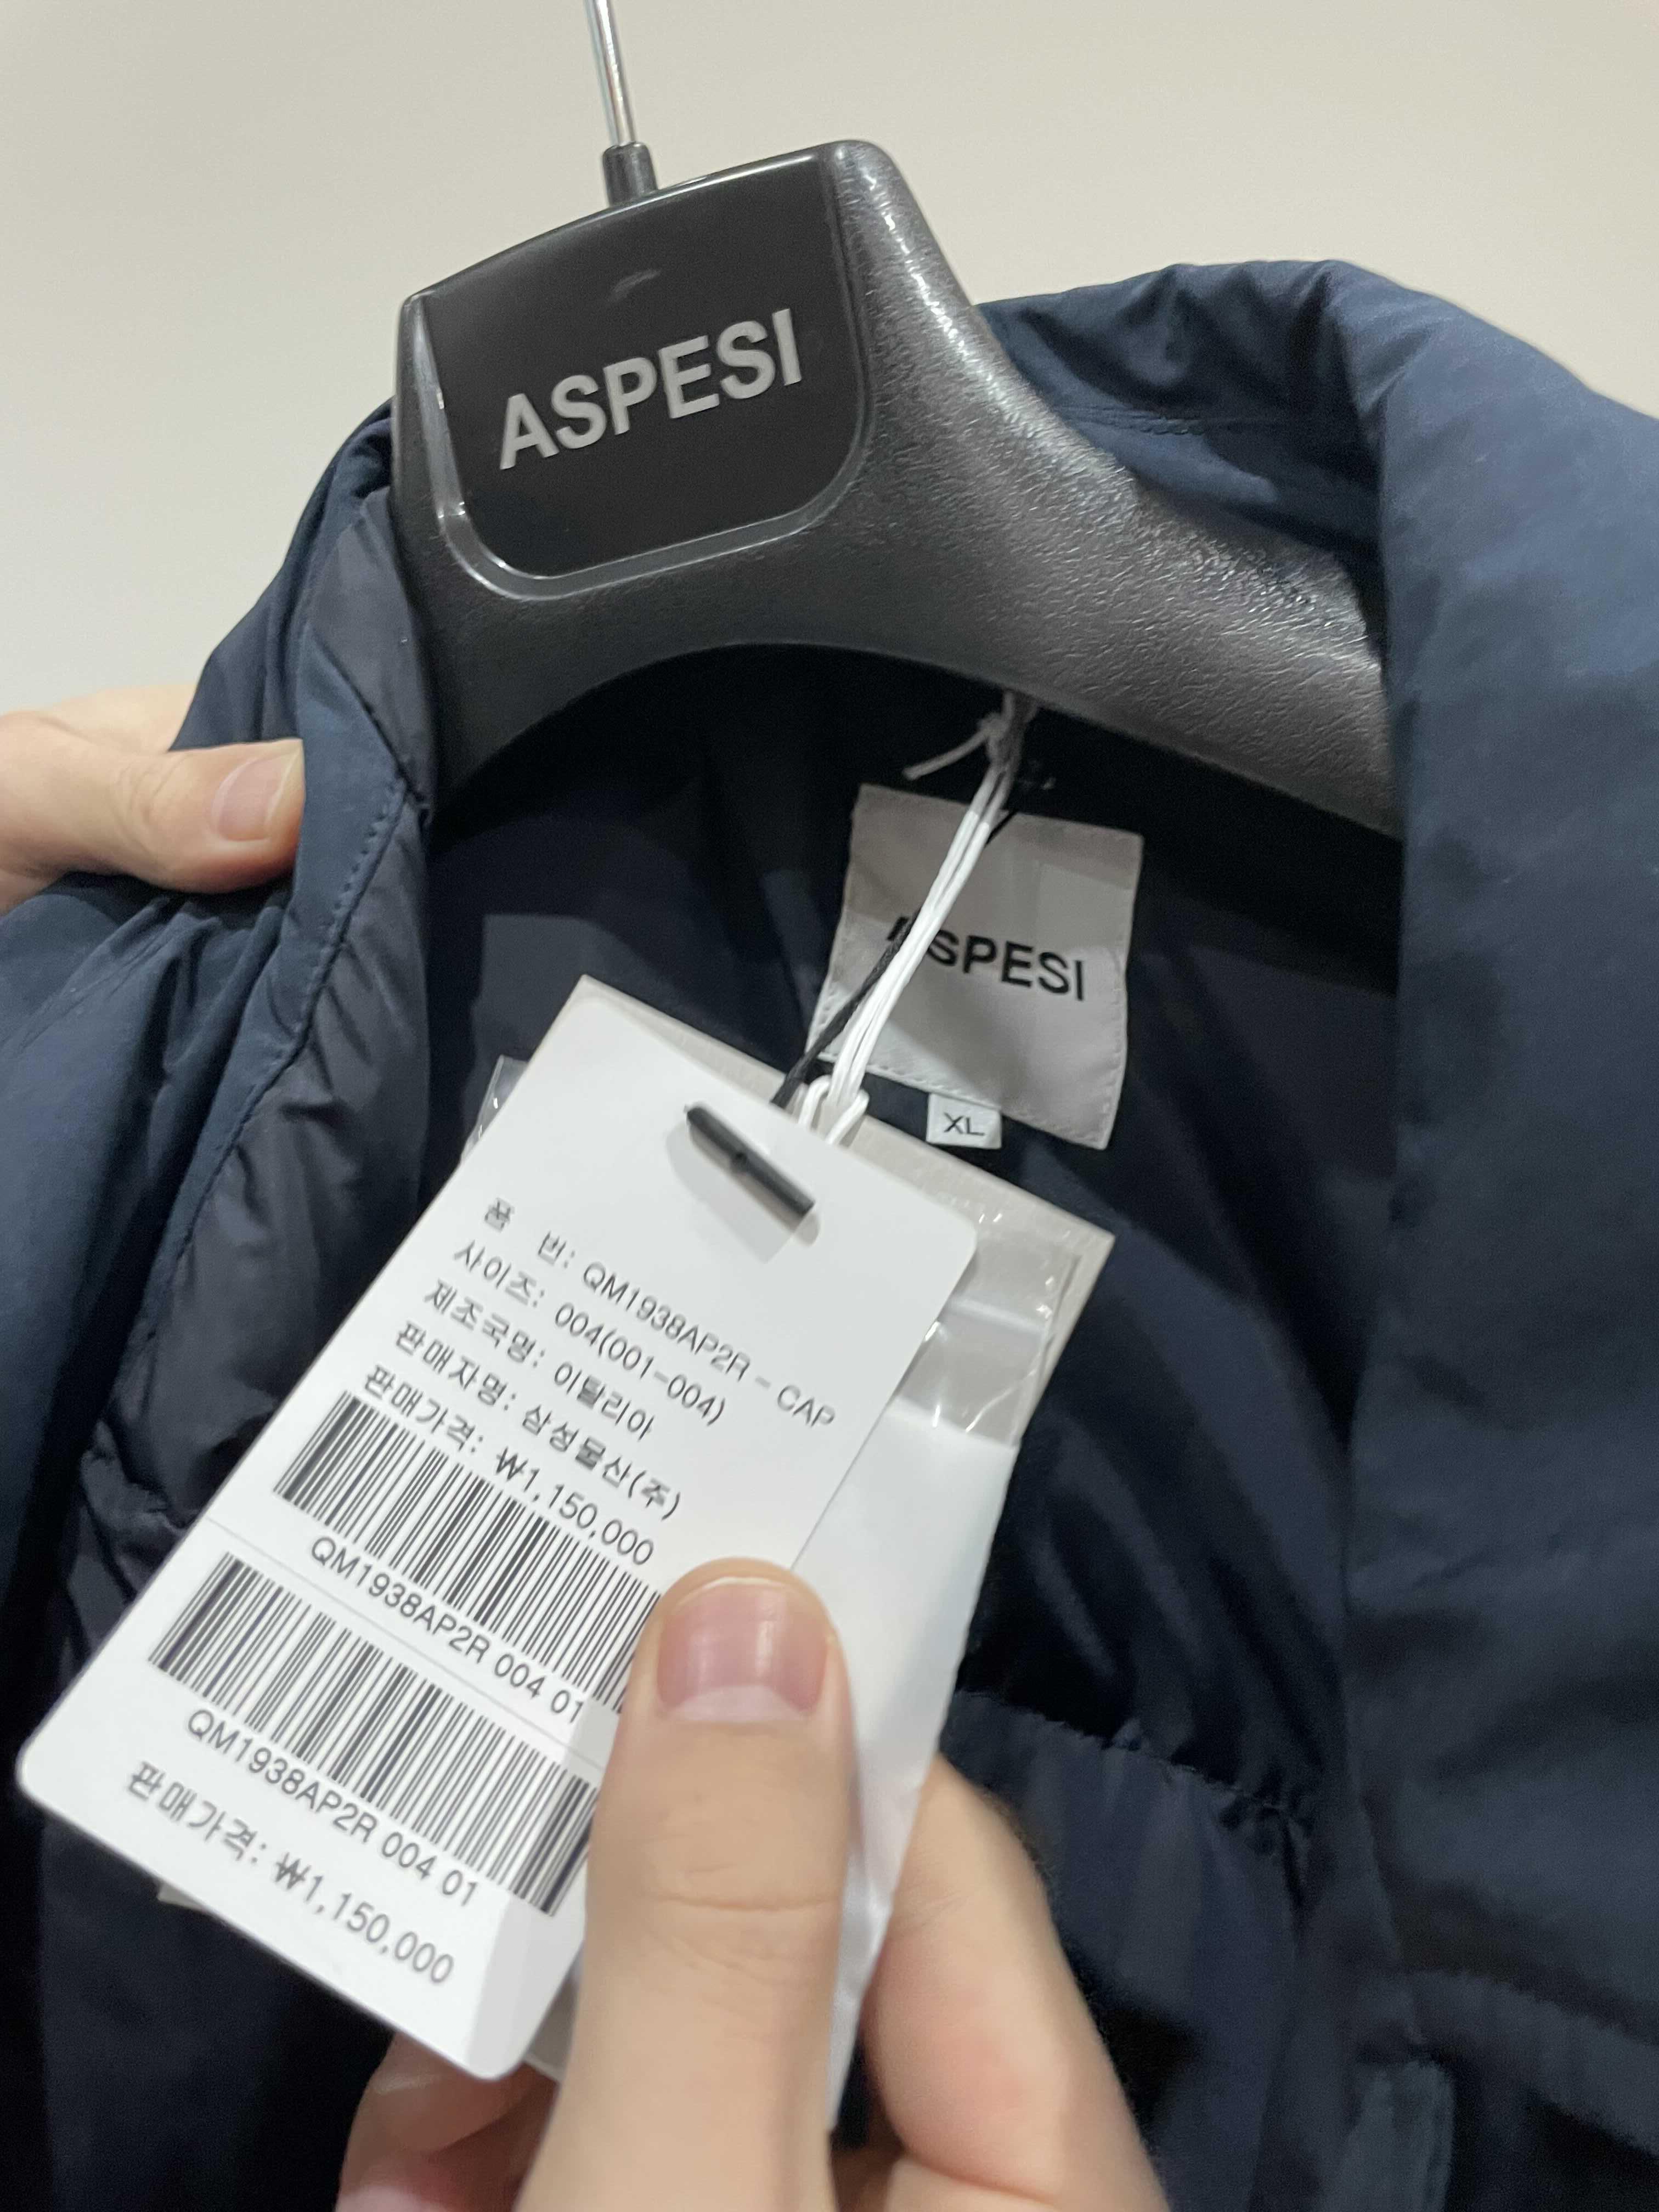 ASPESI
ASPESI
XL
품 번: QM1938AP2R - CAP
사이즈: 004(001-004)
제조국명: 이탈리아
판매자명: 삼성물산(주)
판매가격: ₩1,150,000
QM1938AP2R 004 01
QM1938AP2R 004 01
판매가격: ₩1,150,000